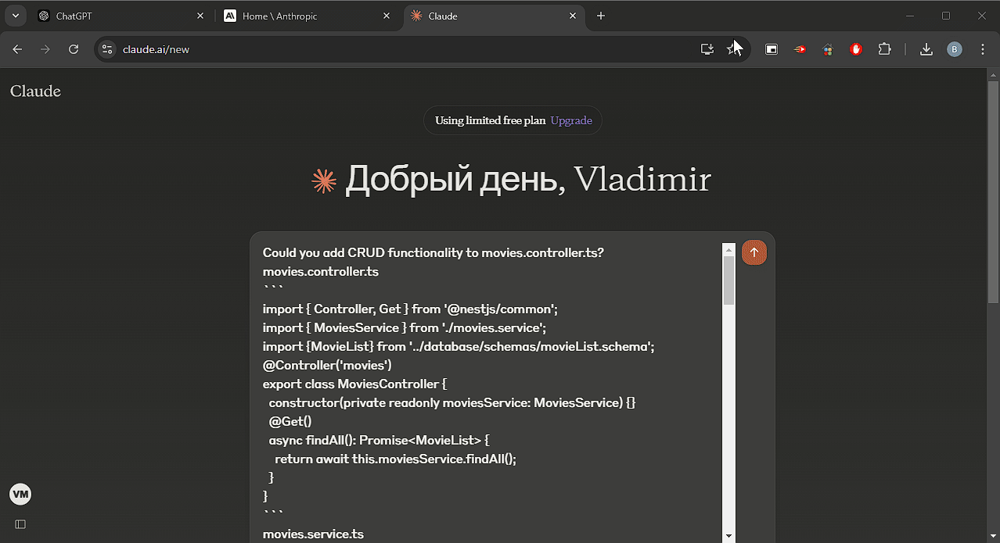 ChatGPT
Home \ Anthropic
Claude
claude.ai/new
B
Claude
Using limited free plan Upgrade
Добрый день, Vladimir
Could you add CRUD functionality to movies.controller.ts?
movies.controller.ts
```
import { Controller, Get } from '@nestjs/common';
import { MoviesService } from './movies.service';
import {MovieList} from '../database/schemas/movieList.schema';
@Controller('movies')
export class MoviesController {
constructor(private readonly moviesService: MoviesService) {}
@Get()
async findAll(): Promise<MovieList> {
return await this.moviesService.findAll();
}
}
```
movies.service.ts
VM